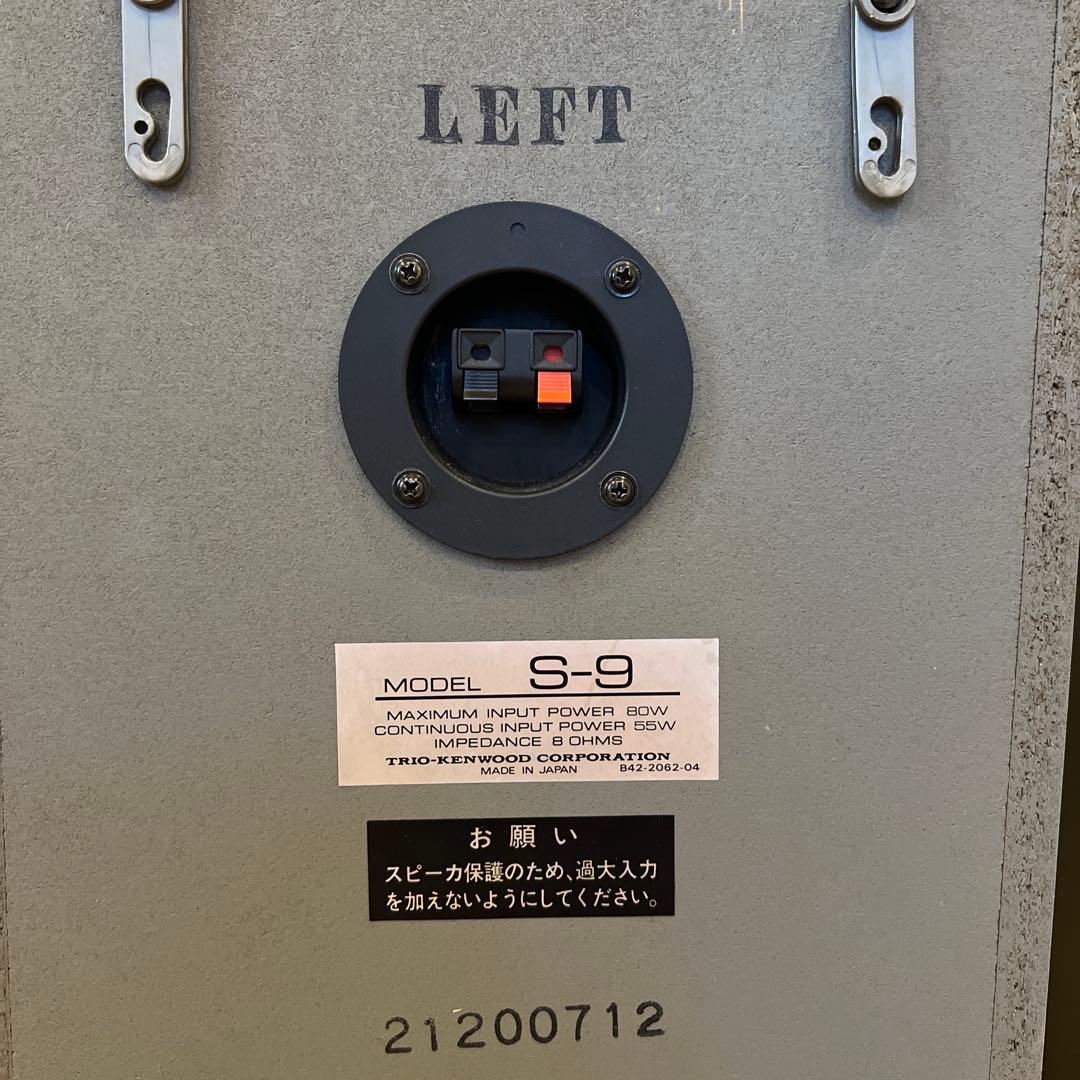 LEFT
MODEL S-9
MAXIMUM INPUT POWER 80W
CONTINUOUS INPUT POWER 55W
IMPEDANCE 8 OHMS
TRIO-KENWOOD CORPORATION
MADE IN JAPAN B42-2062-04
お願い
スピーカ保護のため、過大入力
を加えないようにしてください。
21200712